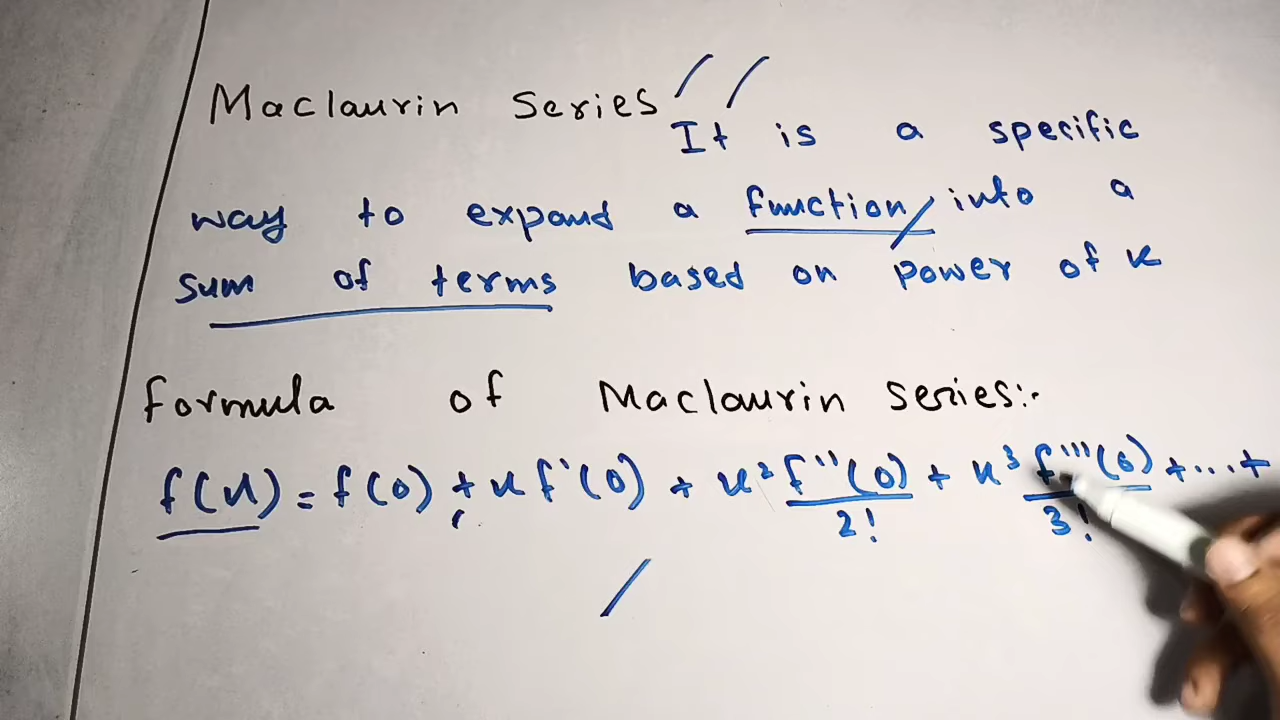 Maclaurin Series
It is a specific
way to expand a function into a
sum of terms based on power of x
formula of Maclaurin series:-
f(x) = f(0) + x f'(0) + x² f''(0)/2! + x³ f'''(0)/3! + ... +